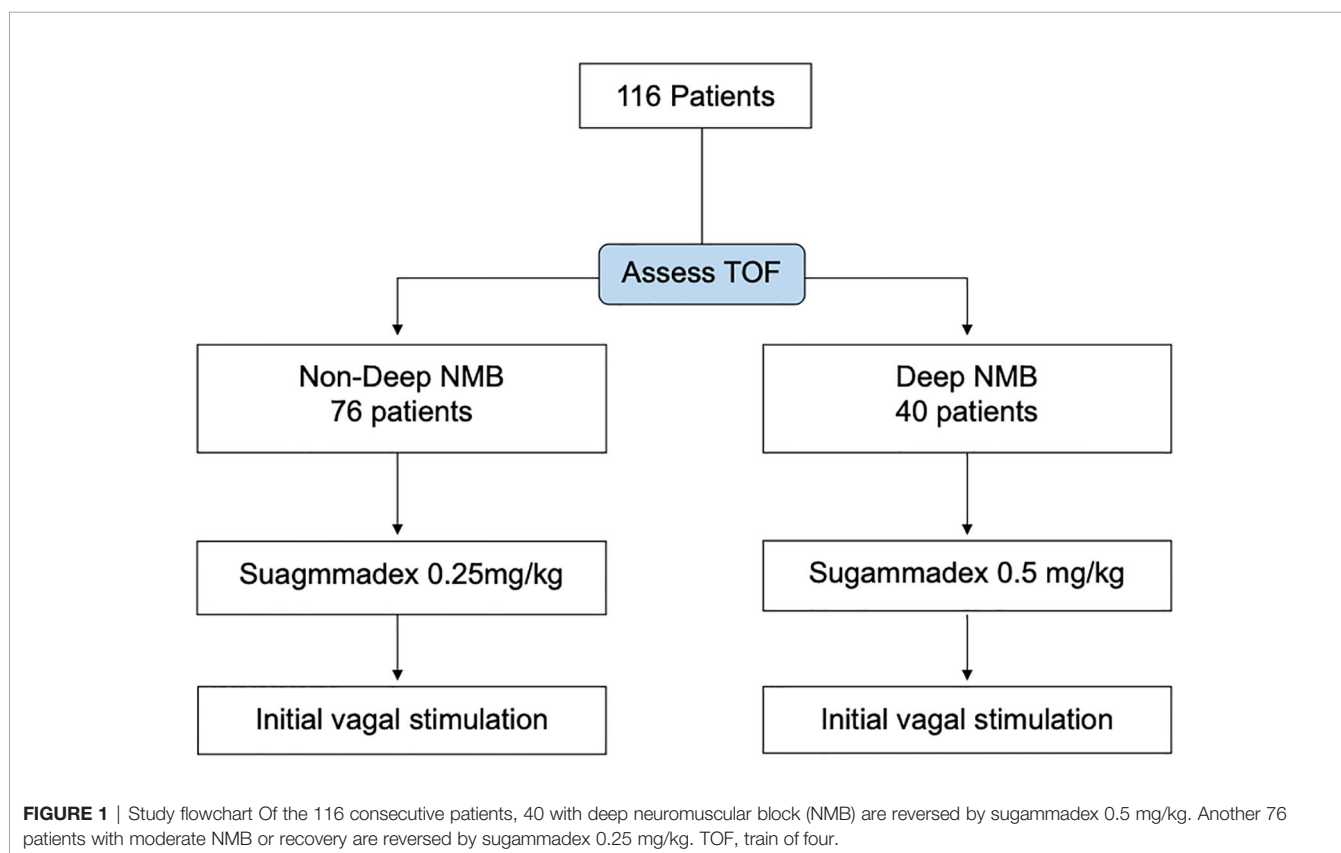 116 Patients
Assess TOF
Non-Deep NMB
76 patients
Deep NMB
40 patients
Suagmmadex 0.25mg/kg
Sugammadex 0.5 mg/kg
Initial vagal stimulation
Initial vagal stimulation
FIGURE 1 | Study flowchart Of the 116 consecutive patients, 40 with deep neuromuscular block (NMB) are reversed by sugammadex 0.5 mg/kg. Another 76
patients with moderate NMB or recovery are reversed by sugammadex 0.25 mg/kg. TOF, train of four.